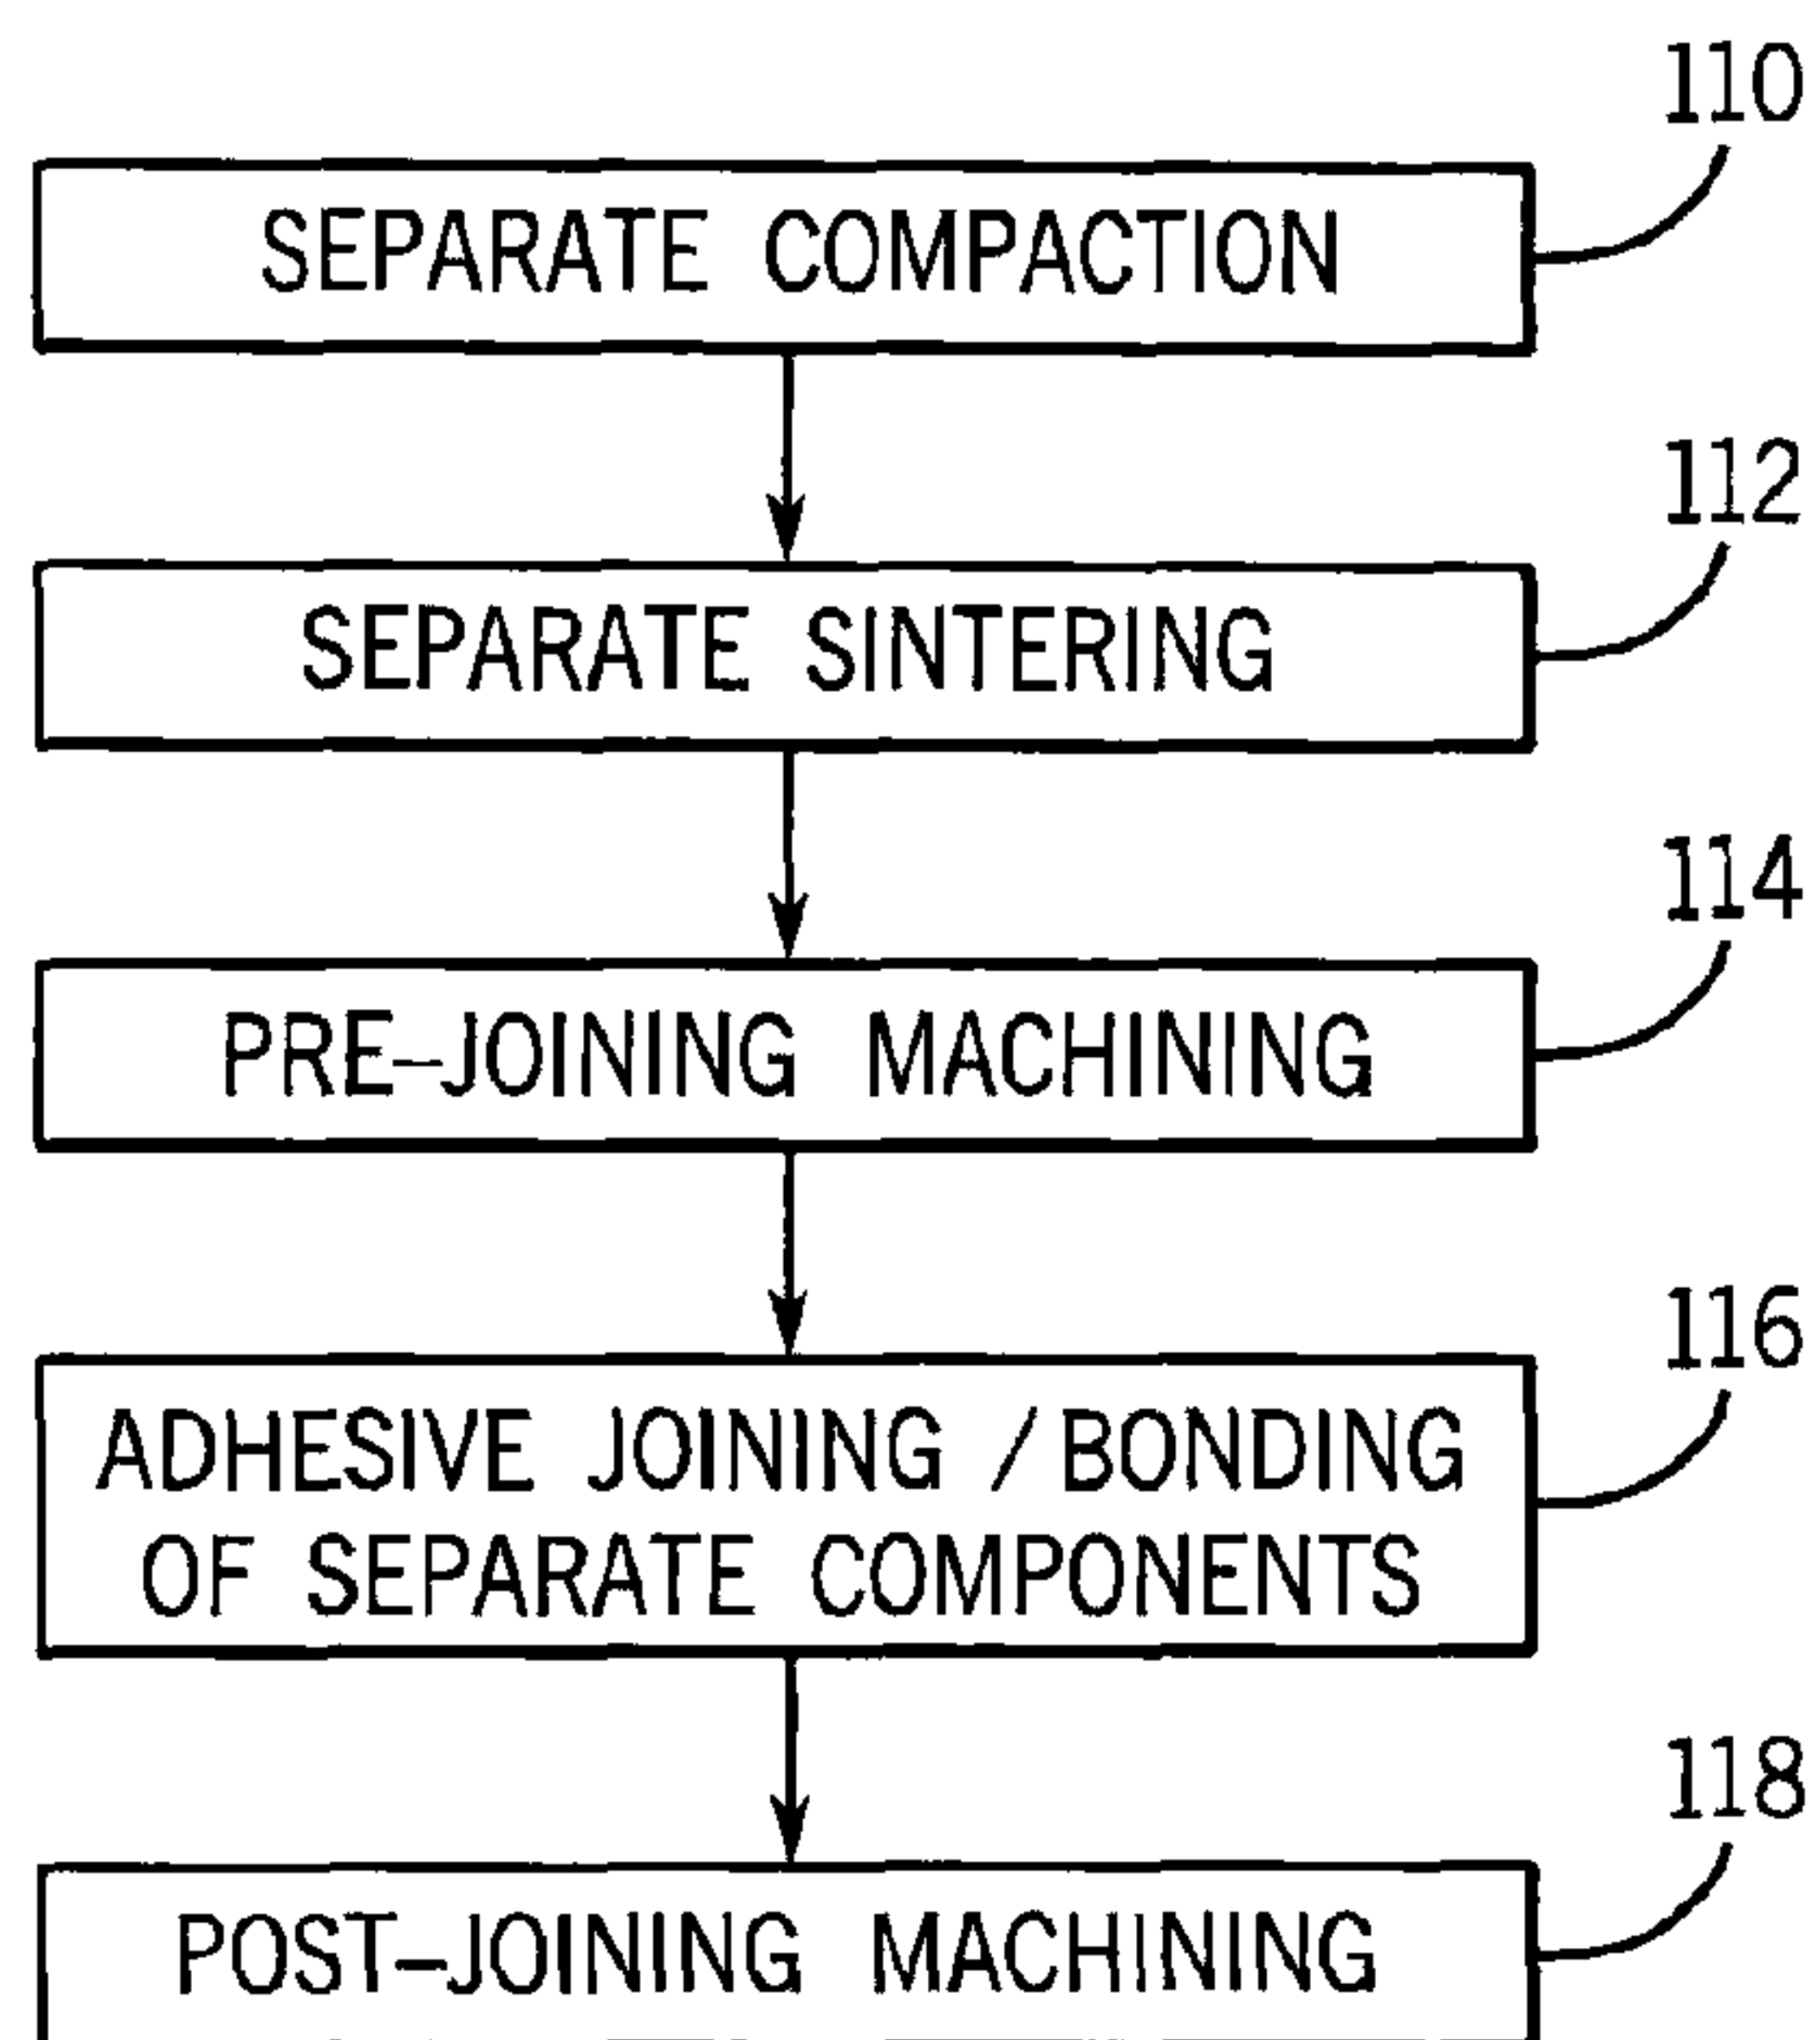 110
SEPARATE COMPACTION
112
SEPARATE SINTERING
114
PRE-JOINING MACHINING
116
ADHESIVE JOINING / BONDING
OF SEPARATE COMPONENTS
118
POST-JOINING MACHINING